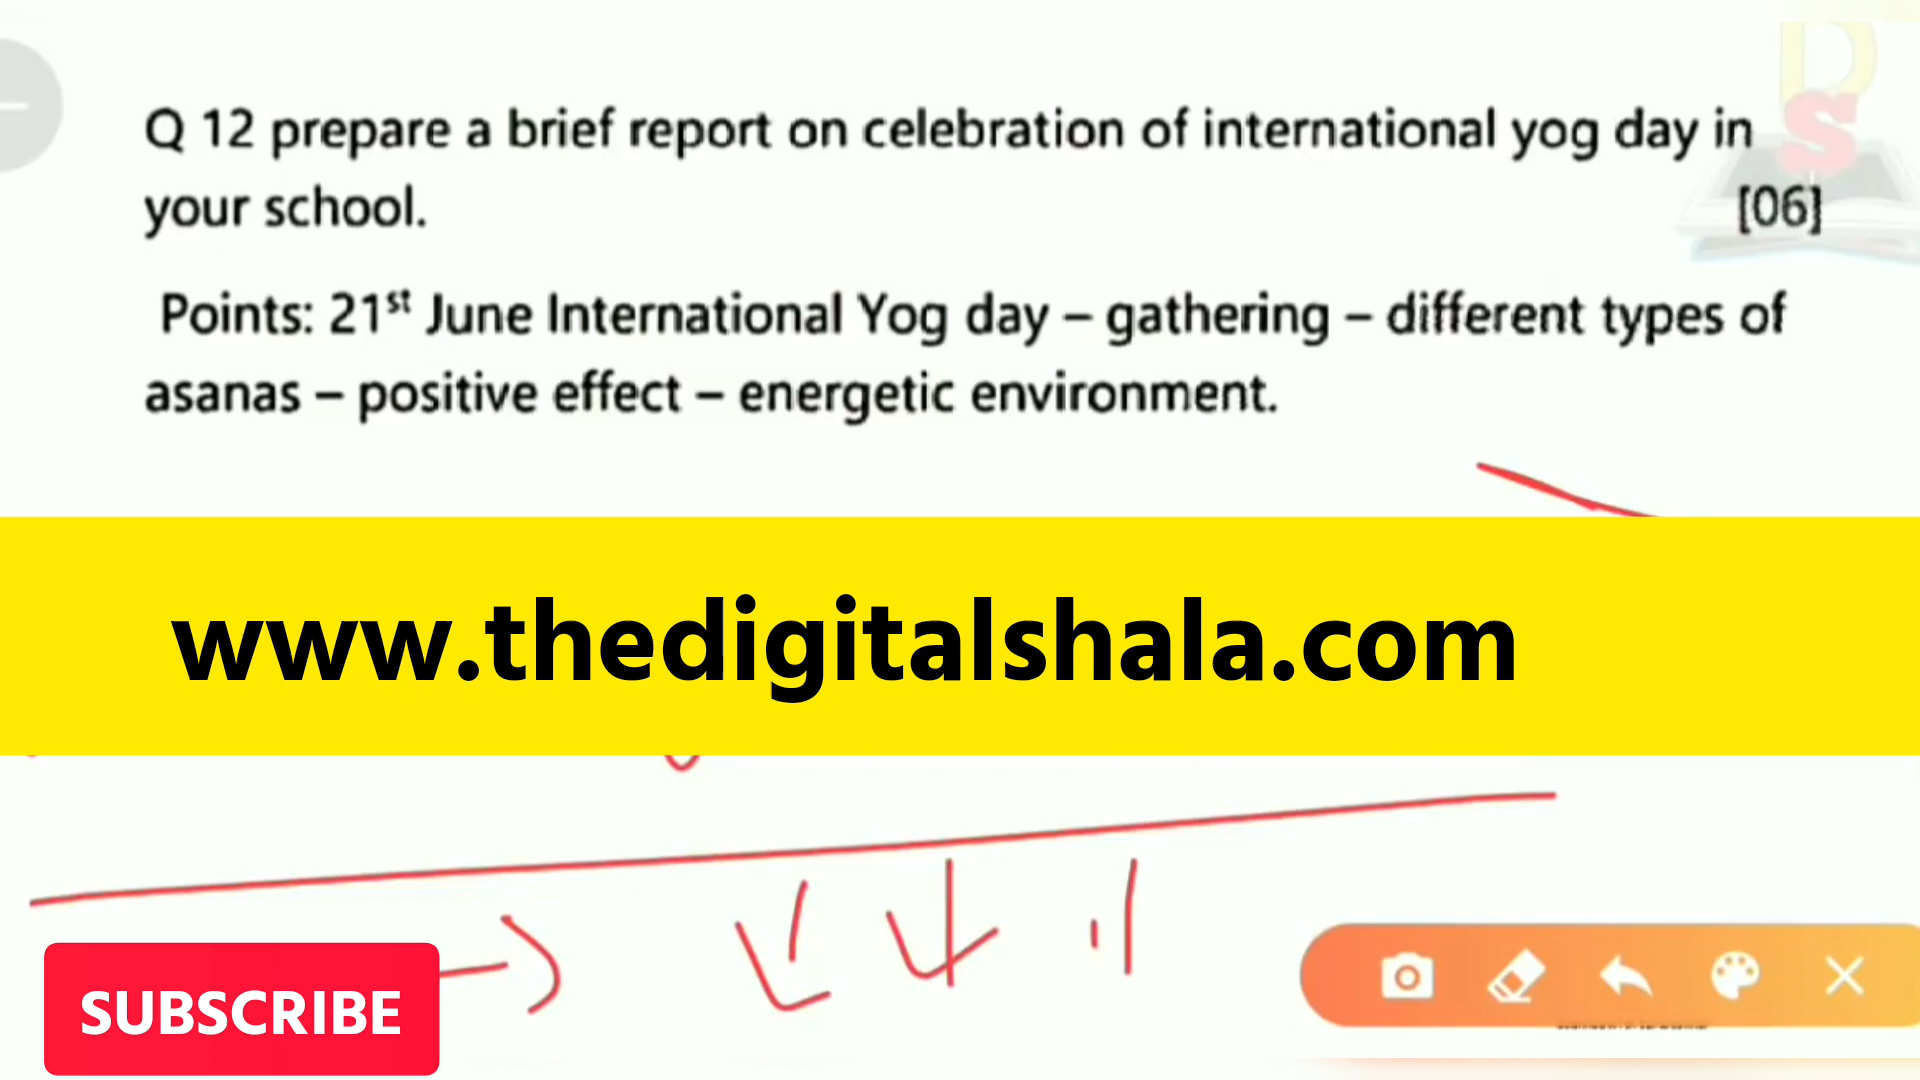 Q 12 prepare a brief report on celebration of international yog day in
your school. [06]
Points: 21st June International Yog day – gathering – different types of
asanas – positive effect – energetic environment.
www.thedigitalshala.com
SUBSCRIBE
DS